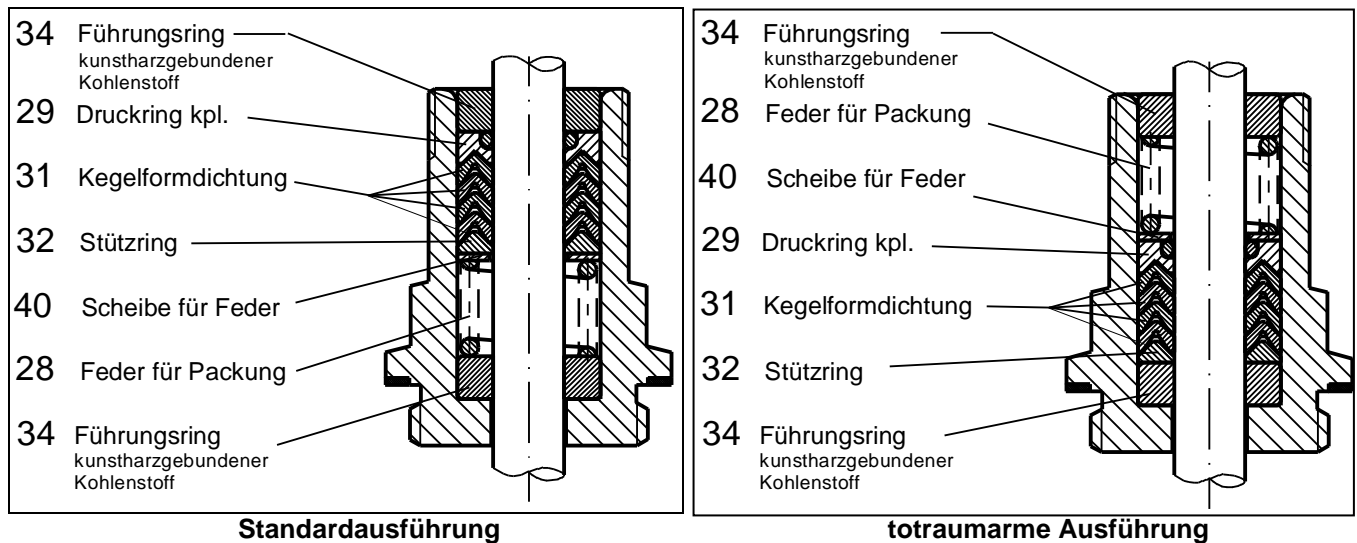 34 Führungsring
kunstharzgebundener
Kohlenstoff
29 Druckring kpl.
31 Kegelformdichtung
32 Stützring
40 Scheibe für Feder
28 Feder für Packung
34 Führungsring
kunstharzgebundener
Kohlenstoff
Standardausführung
34 Führungsring
kunstharzgebundener
Kohlenstoff
28 Feder für Packung
40 Scheibe für Feder
29 Druckring kpl.
31 Kegelformdichtung
32 Stützring
34 Führungsring
kunstharzgebundener
Kohlenstoff
totraumarme Ausführung